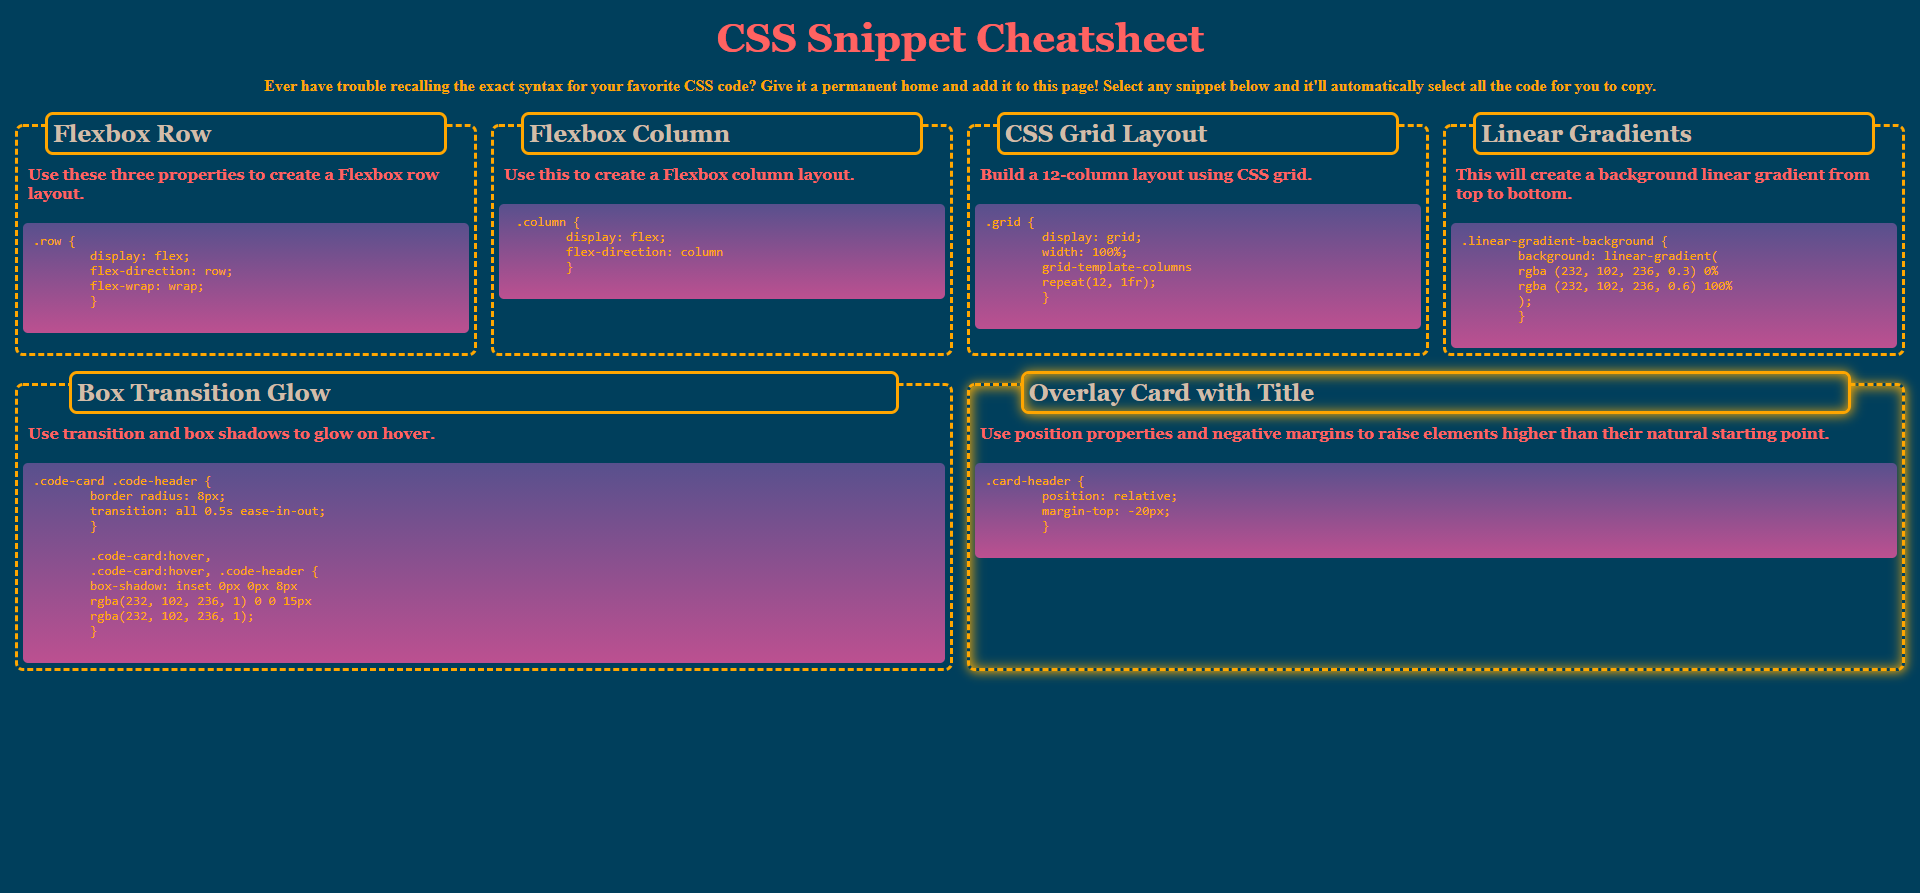 CSS Snippet Cheatsheet
Ever have trouble recalling the exact syntax for your favorite CSS code? Give it a permanent home and add it to this page! Select any snippet below and it'll automatically select all the code for you to copy.
Flexbox Row
Use these three properties to create a Flexbox row
layout.
.row {
display: flex;
flex-direction: row;
flex-wrap: wrap;
}
Flexbox Column
Use this to create a Flexbox column layout.
.column {
display: flex;
flex-direction: column
}
CSS Grid Layout
Build a 12-column layout using CSS grid.
.grid {
display: grid;
width: 100%;
grid-template-columns
repeat(12, 1fr);
}
Linear Gradients
This will create a background linear gradient from
top to bottom.
.linear-gradient-background {
background: linear-gradient(
rgba (232, 102, 236, 0.3) 0%
rgba (232, 102, 236, 0.6) 100%
);
}
Box Transition Glow
Use transition and box shadows to glow on hover.
.code-card .code-header {
border radius: 8px;
transition: all 0.5s ease-in-out;
}
.code-card:hover,
.code-card:hover, .code-header {
box-shadow: inset 0px 0px 8px
rgba(232, 102, 236, 1) 0 0 15px
rgba(232, 102, 236, 1);
}
Overlay Card with Title
Use position properties and negative margins to raise elements higher than their natural starting point.
.card-header {
position: relative;
margin-top: -20px;
}